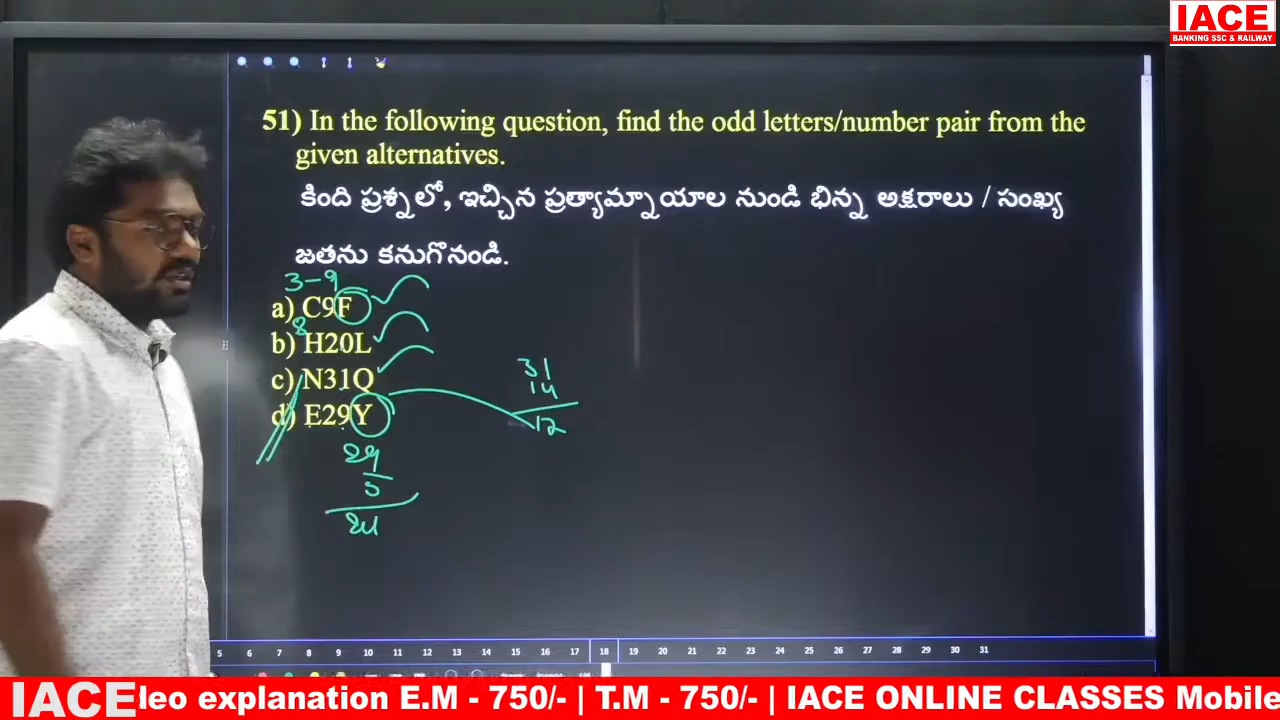 IACE
BANKING SSC & RAILWAY
51) In the following question, find the odd letters/number pair from the
given alternatives.
కింది ప్రశ్నలో, ఇచ్చిన ప్రత్యామ్నాయాల నుండి భిన్న అక్షరాలు / సంఖ్య
జతను కనుగొనండి.
3-9
a) C9F
8
b) H20L
c) N31Q
d) E29Y
31
14
17
29
5
24
5 6 7 8 9 10 11 12 13 14 15 16 17 18 19 20 21 22 23 24 25 26 27 28 29 30 31
IACE leo explanation E.M - 750/- | T.M - 750/- | IACE ONLINE CLASSES Mobile